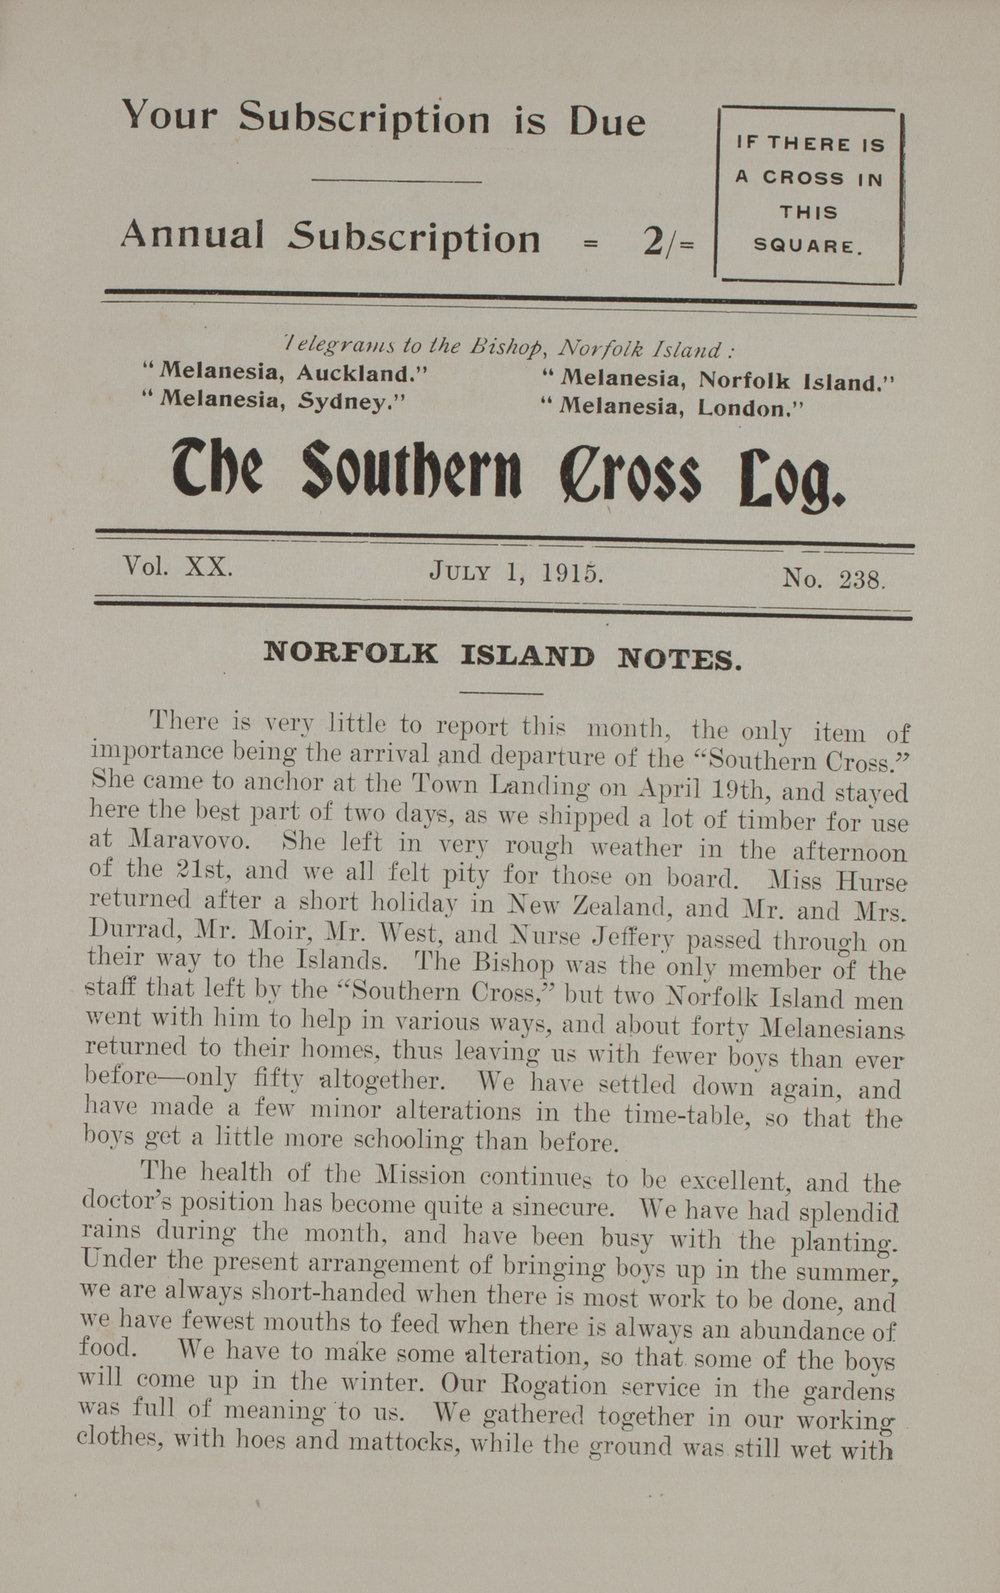 Your Subscription is Due
Annual Subscription = 2/=
IF THERE IS
A CROSS IN
THIS
SQUARE.
Telegrams to the Bishop, Norfolk Island :
"Melanesia, Auckland." "Melanesia, Norfolk Island."
"Melanesia, Sydney." "Melanesia, London."
The Southern Cross Log.
Vol. XX. JULY 1, 1915. No. 238.
NORFOLK ISLAND NOTES.
There is very little to report this month, the only item of
importance being the arrival and departure of the "Southern Cross."
She came to anchor at the Town Landing on April 19th, and stayed
here the best part of two days, as we shipped a lot of timber for use
at Maravovo. She left in very rough weather in the afternoon
of the 21st, and we all felt pity for those on board. Miss Hurse
returned after a short holiday in New Zealand, and Mr. and Mrs.
Durrad, Mr. Moir, Mr. West, and Nurse Jeffery passed through on
their way to the Islands. The Bishop was the only member of the
staff that left by the "Southern Cross," but two Norfolk Island men
went with him to help in various ways, and about forty Melanesians
returned to their homes, thus leaving us with fewer boys than ever
before—only fifty altogether. We have settled down again, and
have made a few minor alterations in the time-table, so that the
boys get a little more schooling than before.
The health of the Mission continues to be excellent, and the
doctor's position has become quite a sinecure. We have had splendid
rains during the month, and have been busy with the planting.
Under the present arrangement of bringing boys up in the summer,
we are always short-handed when there is most work to be done, and
we have fewest mouths to feed when there is always an abundance of
food. We have to make some alteration, so that some of the boys
will come up in the winter. Our Rogation service in the gardens
was full of meaning to us. We gathered together in our working
clothes, with hoes and mattocks, while the ground was still wet with